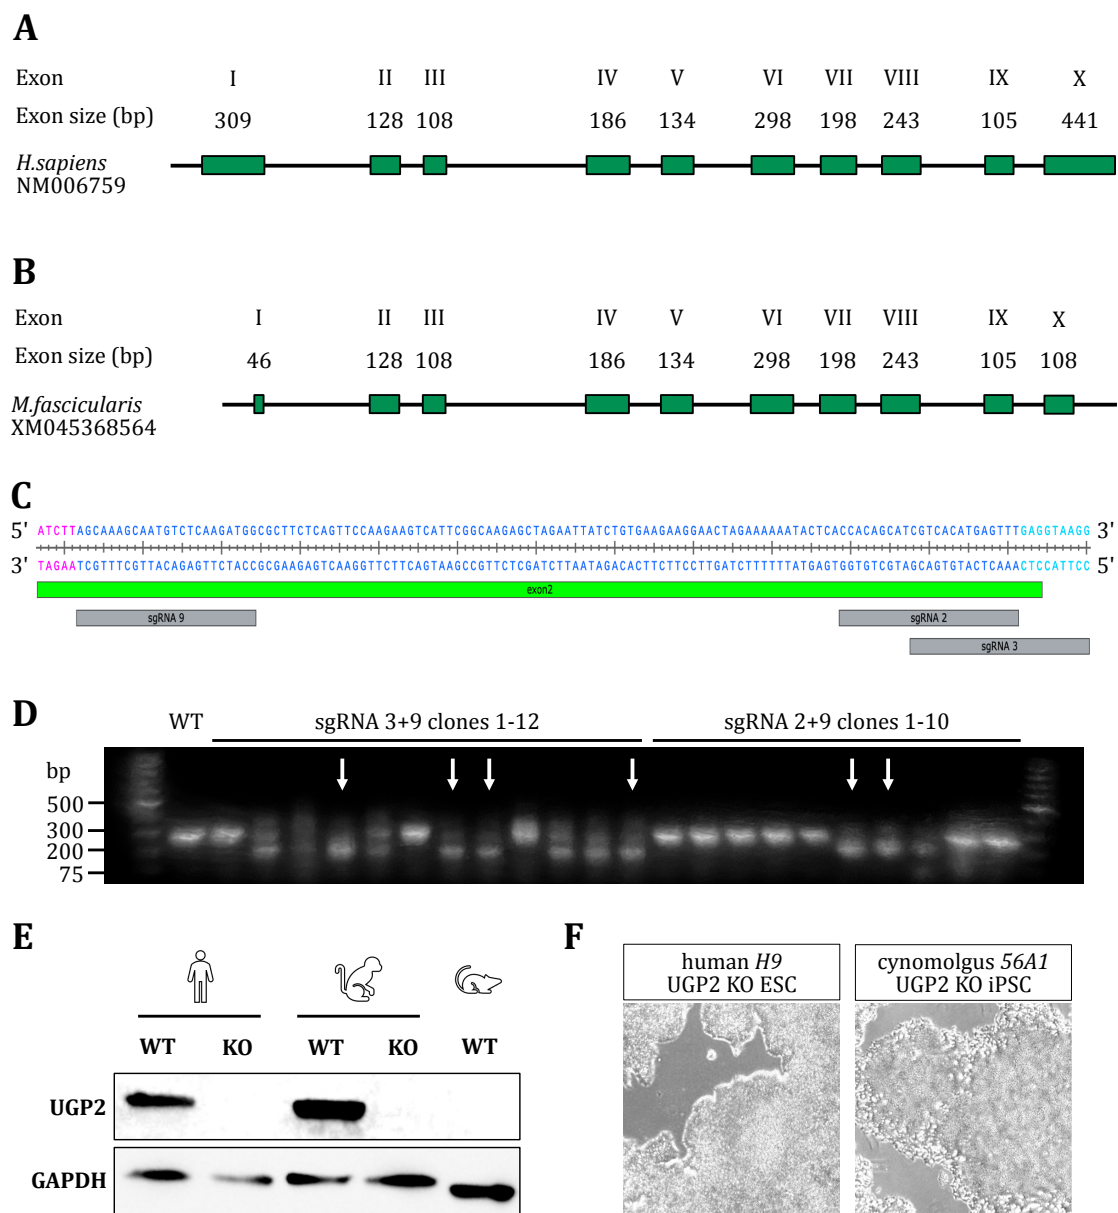 A
Exon I II III IV V VI VII VIII IX X
Exon size (bp) 309 128 108 186 134 298 198 243 105 441
H.sapiens
NM006759
B
Exon I II III IV V VI VII VIII IX X
Exon size (bp) 46 128 108 186 134 298 198 243 105 108
M.fascicularis
XM045368564
C
5' ATCTTAGCAAAGCAATGTCTCAAGATGGCGCTTCTCAGTTCCAAGAAGTCATTCGGCAAGAGCTAGAATTATCTGTGAAGAAGGAACTAGAAAAAATACTCACCACAGCATCGTCACATGAGTTTGAGGTAAGG 3'
3' TAGAATCGTTTCGTTACAGAGTTCTACCGCGAAGAGTCAAGGTTCTTCAGTAAGCCGTTCTCGATCTTAATAGACACTTCTTCCTTGATCTTTTTTATGAGTGGTGTCGTAGCAGTGTACTCAAACTCCATTCC 5'
exon2
sgRNA 9 sgRNA 2
sgRNA 3
D
WT sgRNA 3+9 clones 1-12 sgRNA 2+9 clones 1-10
bp
500
300
200
75
E
WT KO WT KO WT
UGP2
GAPDH
F
human H9
UGP2 KO ESC
cynomolgus 56A1
UGP2 KO iPSC